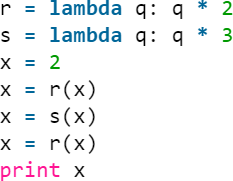 r = lambda q: q * 2
s = lambda q: q * 3
x = 2
x = r(x)
x = s(x)
x = r(x)
print x